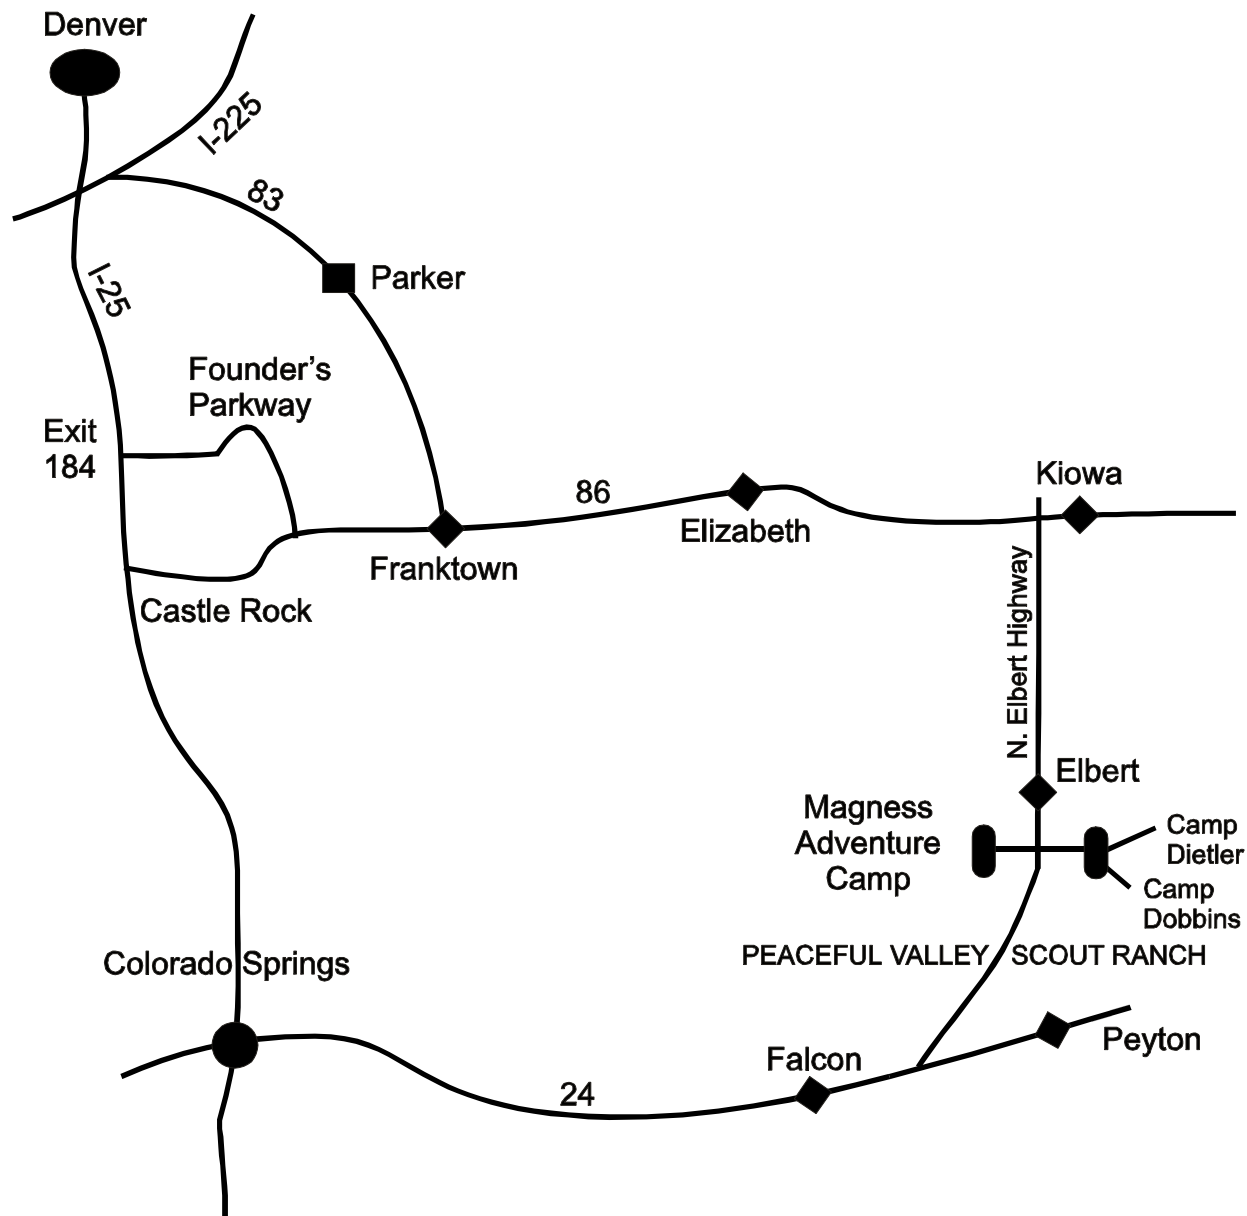 Denver
I-225
83
I-25
Parker
Founder's
Parkway
Exit
184
Kiowa
86
Elizabeth
Franktown
Castle Rock
N. Elbert Highway
Elbert
Magness
Adventure
Camp
Camp
Dietler
Camp
Dobbins
PEACEFUL VALLEY SCOUT RANCH
Colorado Springs
Peyton
Falcon
24